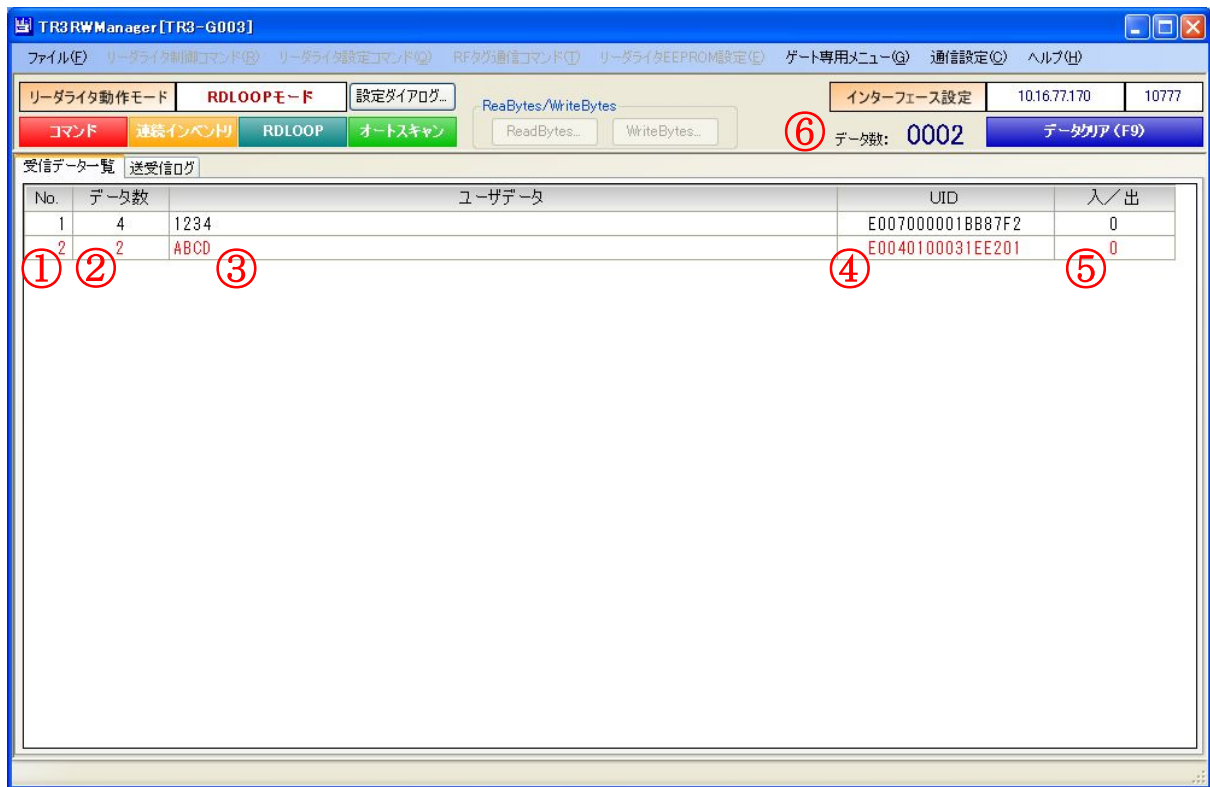 TR3RWManager[TR3-G003]
ファイル(F) リーダライタ制御コマンド(R) リーダライタ設定コマンド(Q) RFタグ通信コマンド(T) リーダライタEEPROM設定(E) ゲート専用メニュー(G) 通信設定(C) ヘルプ(H)
リーダライタ動作モード RDLOOPモード 設定ダイアログ... ReaBytes/WriteBytes インターフェース設定 10.16.77.170 10777
コマンド 連続インベントリ RDLOOP オートスキャン ReadBytes... WriteBytes... ⑥ データ数: 0002 データクリア(F9)
受信データ一覧 送受信ログ
No. データ数 ユーザデータ UID 入/出
1 4 1234 E007000001BB87F2 0
2 2 ABCD E0040100031EE201 0
① ② ③ ④ ⑤